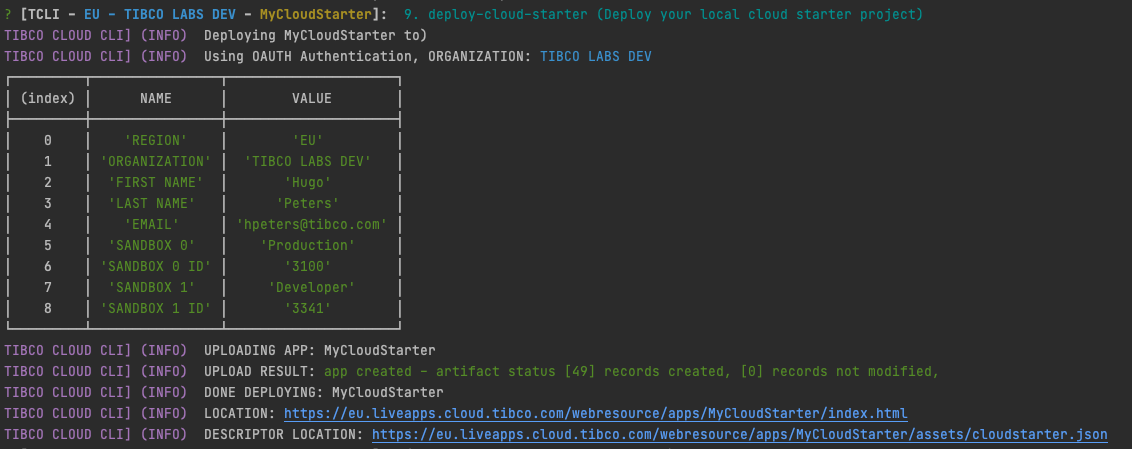 ? [TCLI - EU - TIBCO LABS DEV - MyCloudStarter]: 9. deploy-cloud-starter (Deploy your local cloud starter project)
TIBCO CLOUD CLI] (INFO) Deploying MyCloudStarter to)
TIBCO CLOUD CLI] (INFO) Using OAUTH Authentication, ORGANIZATION: TIBCO LABS DEV
(index) NAME VALUE
0 'REGION' 'EU'
1 'ORGANIZATION' 'TIBCO LABS DEV'
2 'FIRST NAME' 'Hugo'
3 'LAST NAME' 'Peters'
4 'EMAIL' 'hpeters@tibco.com'
5 'SANDBOX 0' 'Production'
6 'SANDBOX 0 ID' '3100'
7 'SANDBOX 1' 'Developer'
8 'SANDBOX 1 ID' '3341'
TIBCO CLOUD CLI] (INFO) UPLOADING APP: MyCloudStarter
TIBCO CLOUD CLI] (INFO) UPLOAD RESULT: app created - artifact status [49] records created, [0] records not modified,
TIBCO CLOUD CLI] (INFO) DONE DEPLOYING: MyCloudStarter
TIBCO CLOUD CLI] (INFO) LOCATION: https://eu.liveapps.cloud.tibco.com/webresource/apps/MyCloudStarter/index.html
TIBCO CLOUD CLI] (INFO) DESCRIPTOR LOCATION: https://eu.liveapps.cloud.tibco.com/webresource/apps/MyCloudStarter/assets/cloudstarter.json